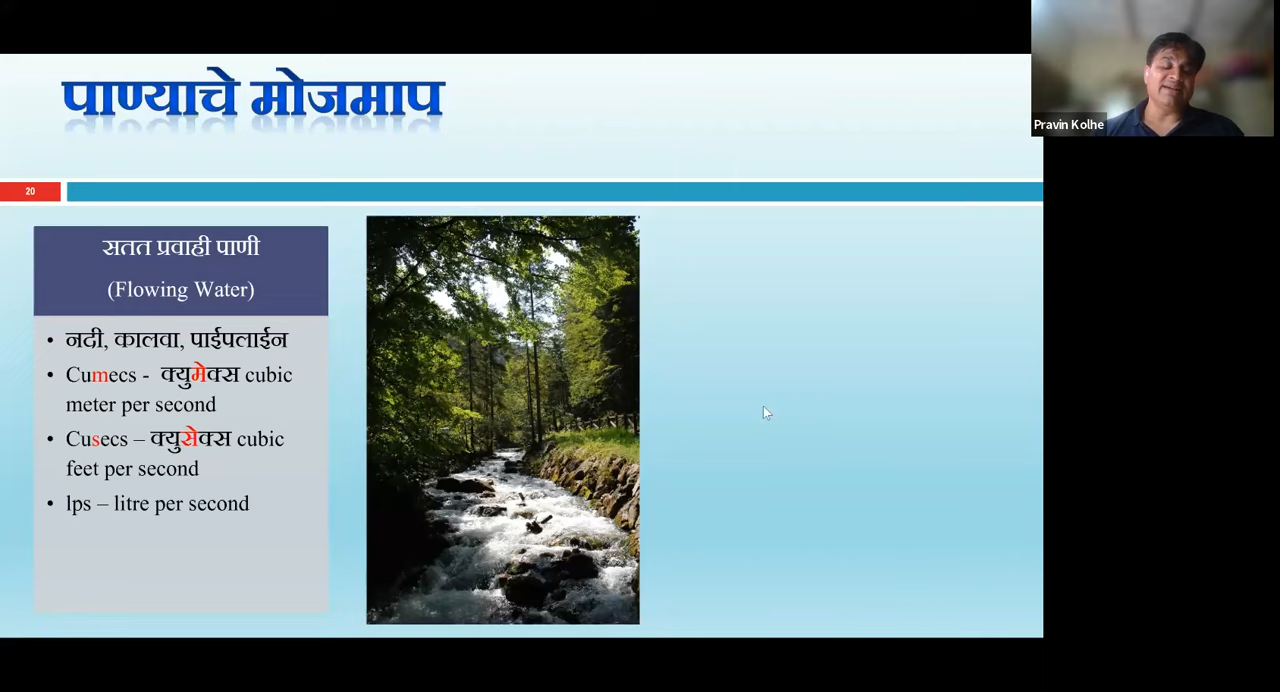 पाण्याचे मोजमाप
Pravin Kolhe
20
सतत प्रवाही पाणी
(Flowing Water)
• नदी, कालवा, पाईपलाईन
• Cumecs - क्युमेक्स cubic
meter per second
• Cusecs – क्युसेक्स cubic
feet per second
• lps – litre per second